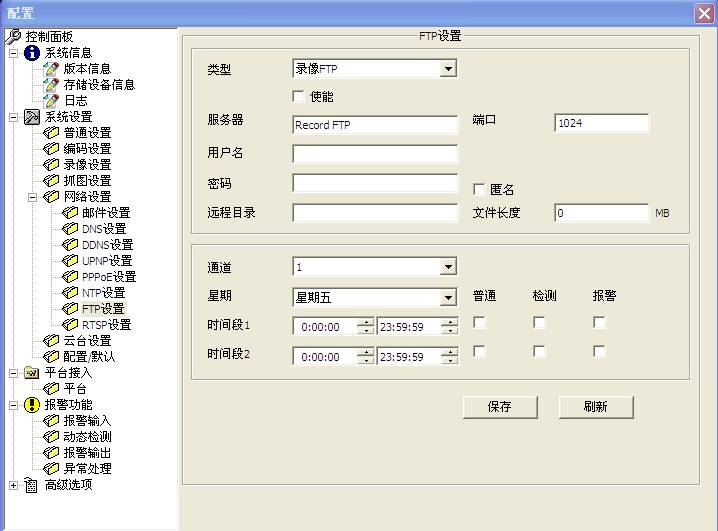 配置
控制面板
系统信息
版本信息
存储设备信息
日志
系统设置
普通设置
编码设置
录像设置
抓图设置
网络设置
邮件设置
DNS设置
DDNS设置
UPNP设置
PPPoE设置
NTP设置
FTP设置
RTSP设置
云台设置
配置/默认
平台接入
平台
报警功能
报警输入
动态检测
报警输出
异常处理
高级选项
FTP设置
类型 录像FTP
使能
服务器 Record FTP 端口 1024
用户名
密码 匿名
远程目录 文件长度 0 MB
通道 1
星期 星期五 普通 检测 报警
时间段1 0:00:00 23:59:59
时间段2 0:00:00 23:59:59
保存 刷新